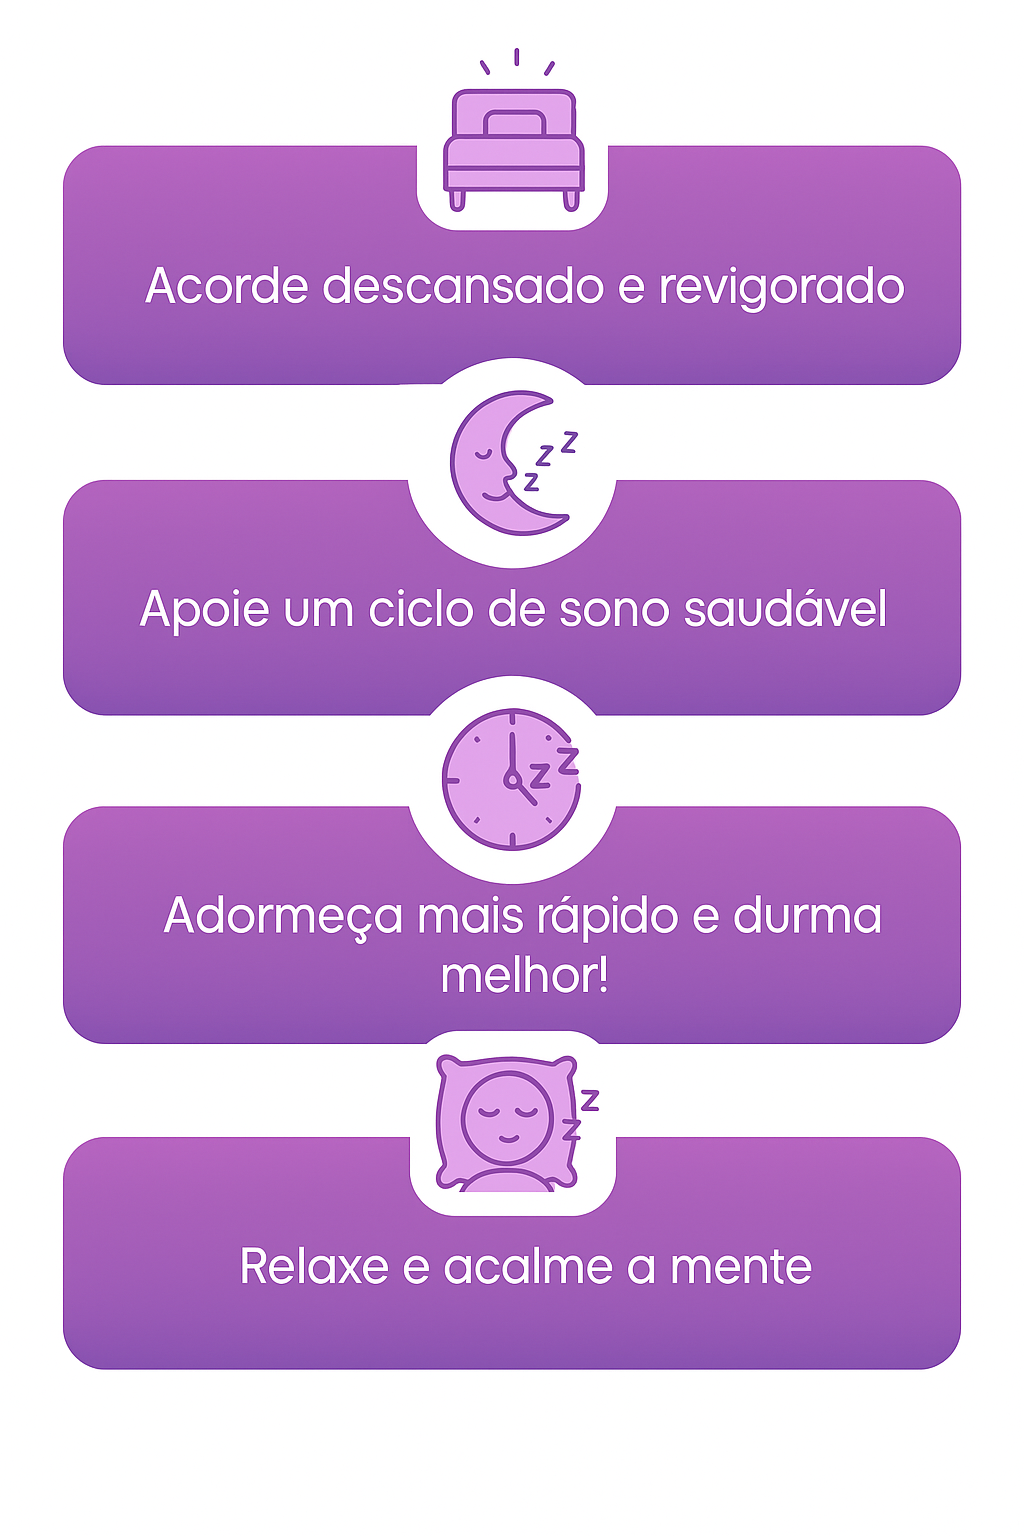 Acorde descansado e revigorado
z
z
z
Apoie um ciclo de sono saudável
z
z
Adormeça mais rápido e durma
melhor!
z
z
Relaxe e acalme a mente